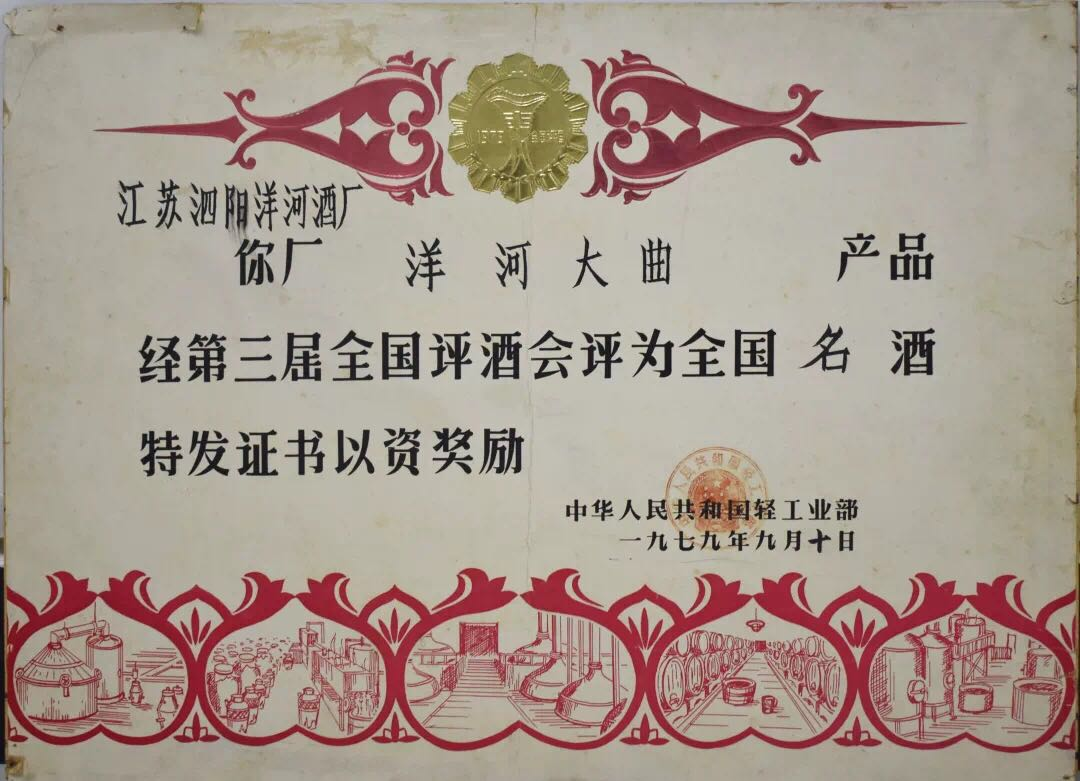 1979
江苏泗阳洋河酒厂
你厂 洋河大曲 产品
经第三届全国评酒会评为全国名酒
特发证书以资奖励
中华人民共和国轻工业部
一九七九年九月十日